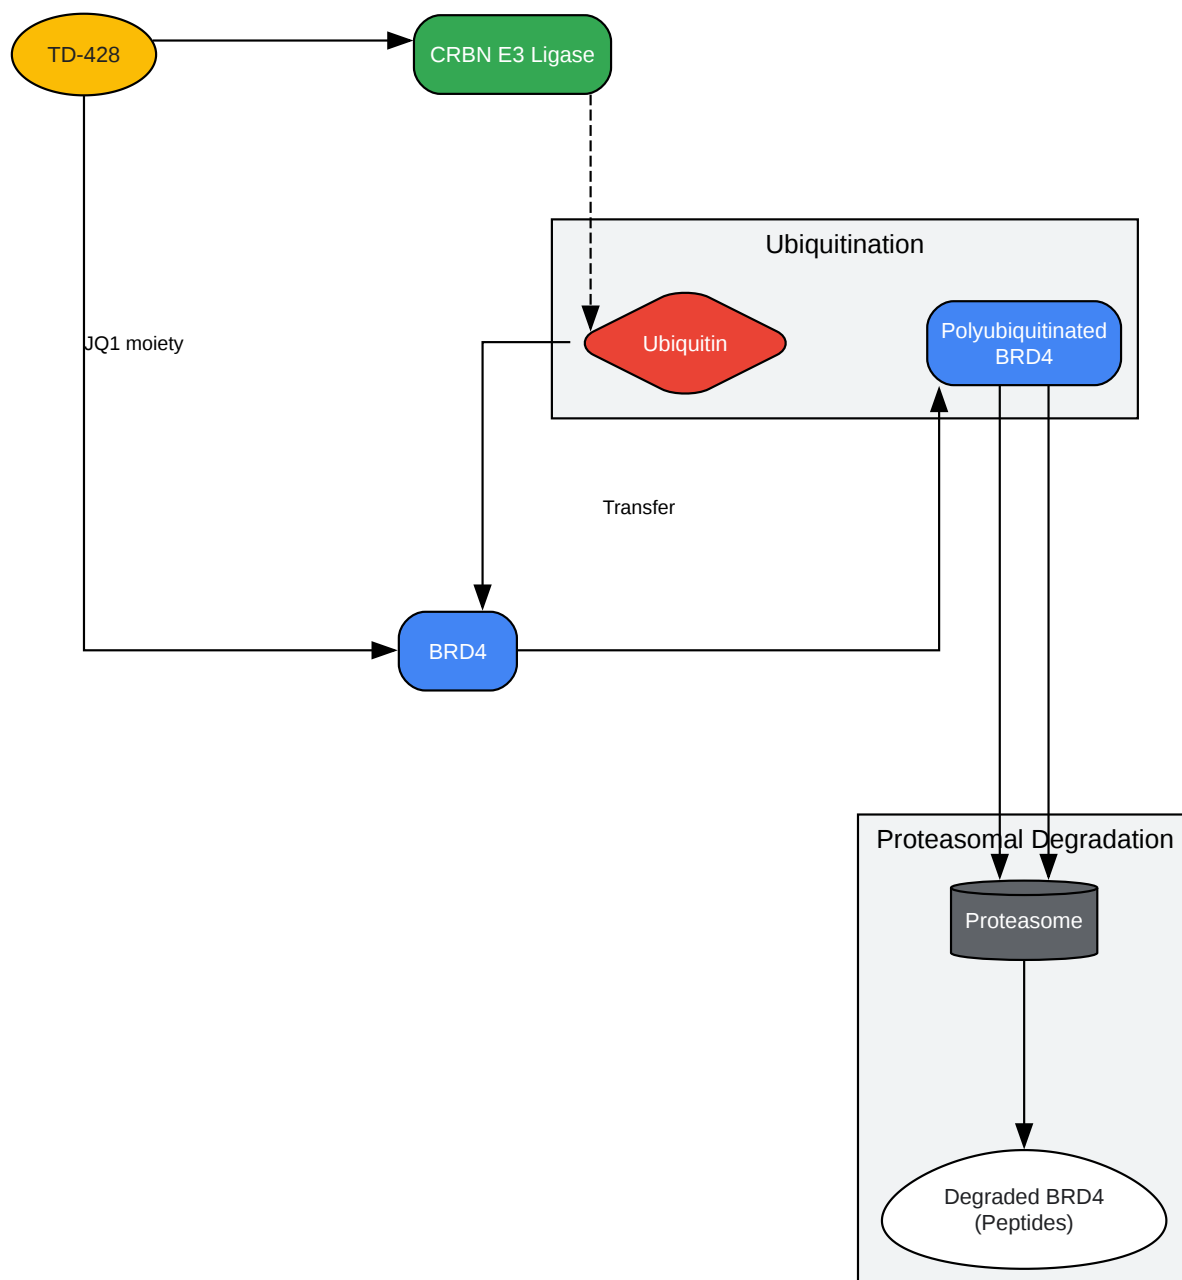 TD-428
CRBN E3 Ligase
Ubiquitination
JQ1 moiety
Ubiquitin
Polyubiquitinated
BRD4
Transfer
BRD4
Proteasomal Degradation
Proteasome
Degraded BRD4
(Peptides)